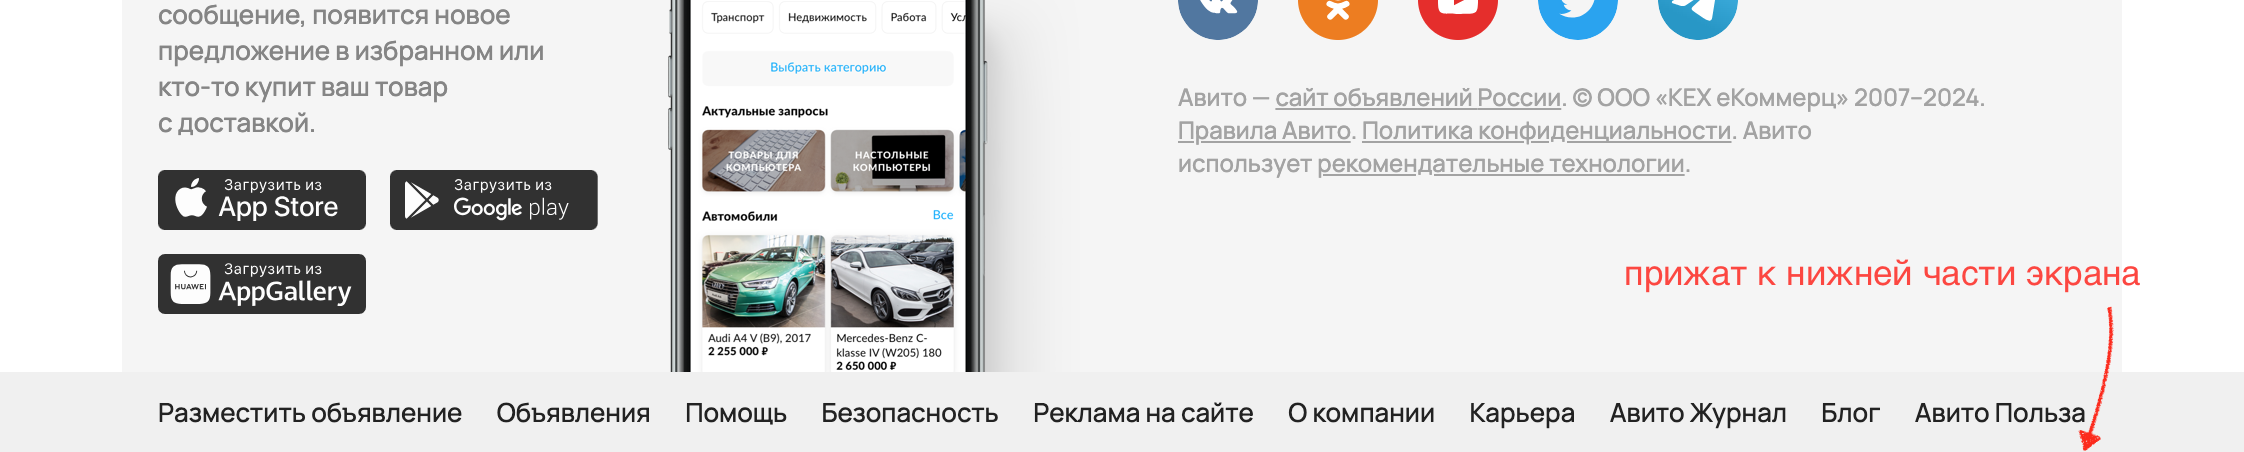 сообщение, появится новое
предложение в избранном или
кто-то купит ваш товар
с доставкой.
Загрузить из
App Store
Загрузить из
Google play
HUAWEI
Загрузить из
AppGallery
Транспорт
Недвижимость
Работа
Выбрать категорию
Актуальные запросы
ТОВАРЫ ДЛЯ
КОМПЬЮТЕРА
НАСТОЛЬНЫЕ
КОМПЬЮТЕРЫ
Автомобили
Все
Audi A4 V (B9), 2017
2 255 000 ₽
Mercedes-Benz C-
klasse IV (W205) 180
2 650 000 ₽
Авито — сайт объявлений России. © ООО «КЕХ еКоммерц» 2007–2024.
Правила Авито. Политика конфиденциальности. Авито
использует рекомендательные технологии.
прижат к нижней части экрана
Разместить объявление Объявления Помощь Безопасность Реклама на сайте О компании Карьера Авито Журнал Блог Авито Польза